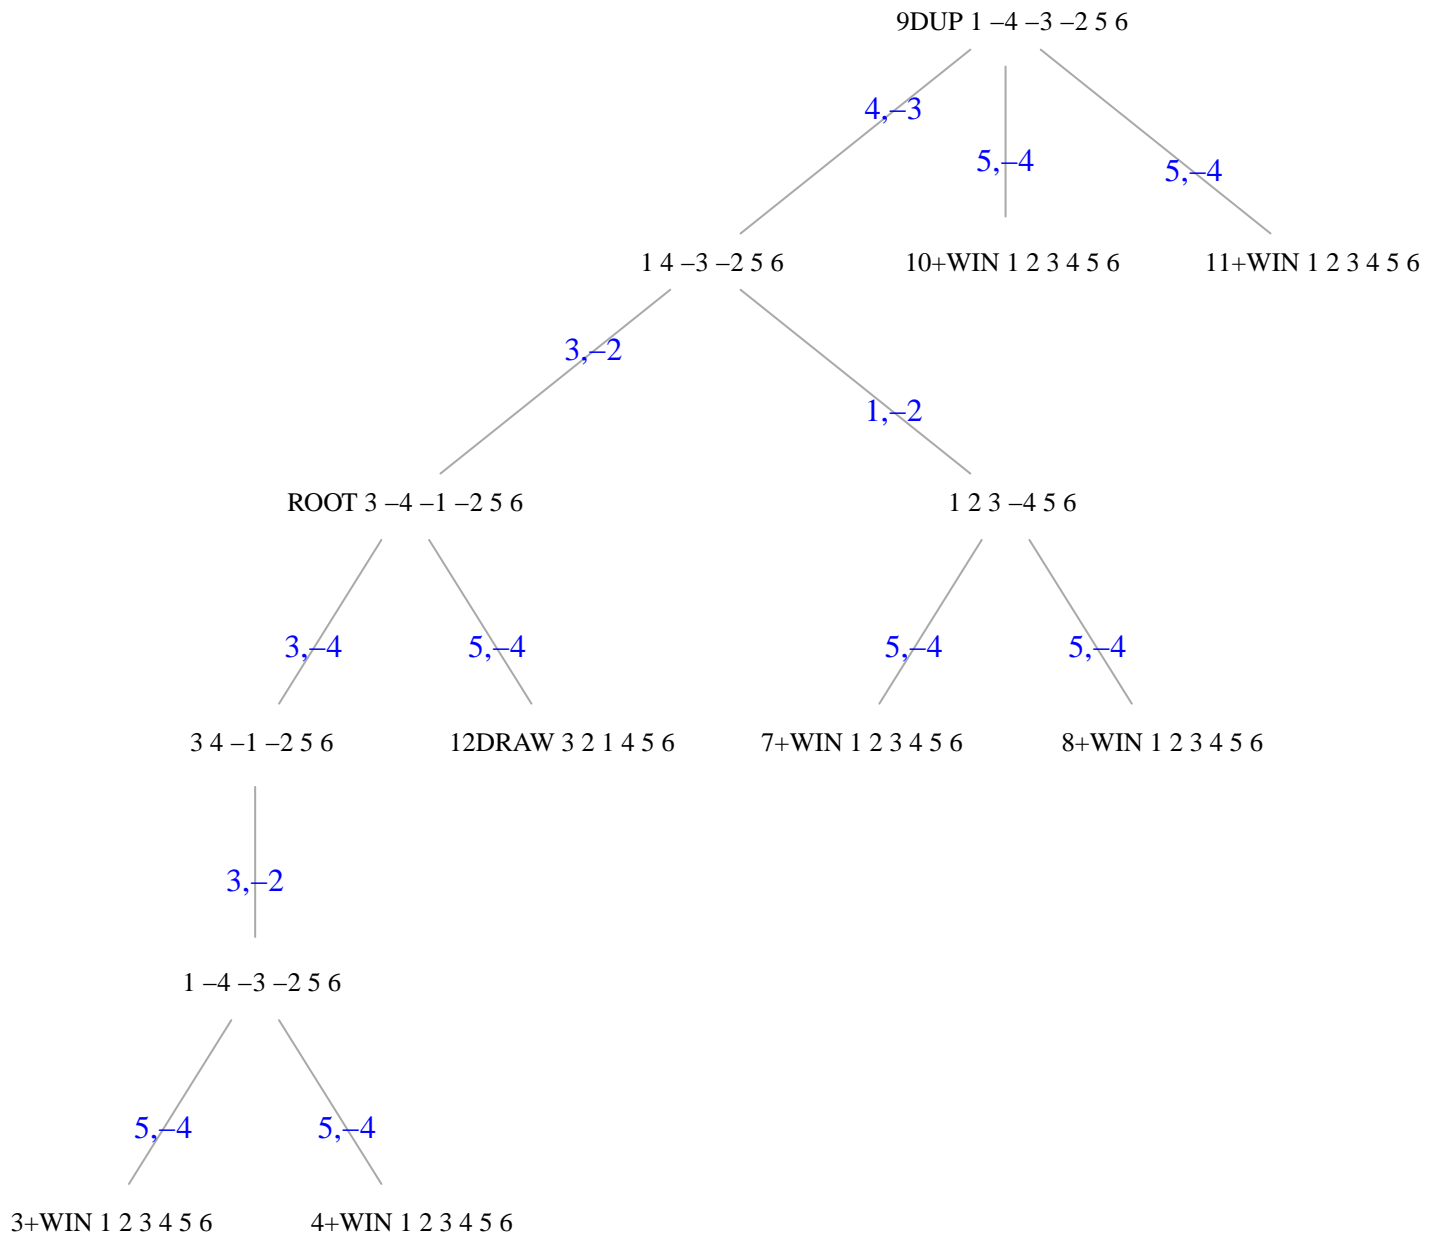 9DUP 1 –4 –3 –2 5 6
4,–3
5,–4
5,–4
1 4 –3 –2 5 6
10+WIN 1 2 3 4 5 6
11+WIN 1 2 3 4 5 6
3,–2
1,–2
ROOT 3 –4 –1 –2 5 6
1 2 3 –4 5 6
3,–4
5,–4
5,–4
5,–4
3 4 –1 –2 5 6
12DRAW 3 2 1 4 5 6
7+WIN 1 2 3 4 5 6
8+WIN 1 2 3 4 5 6
3,–2
1 –4 –3 –2 5 6
5,–4
5,–4
3+WIN 1 2 3 4 5 6
4+WIN 1 2 3 4 5 6